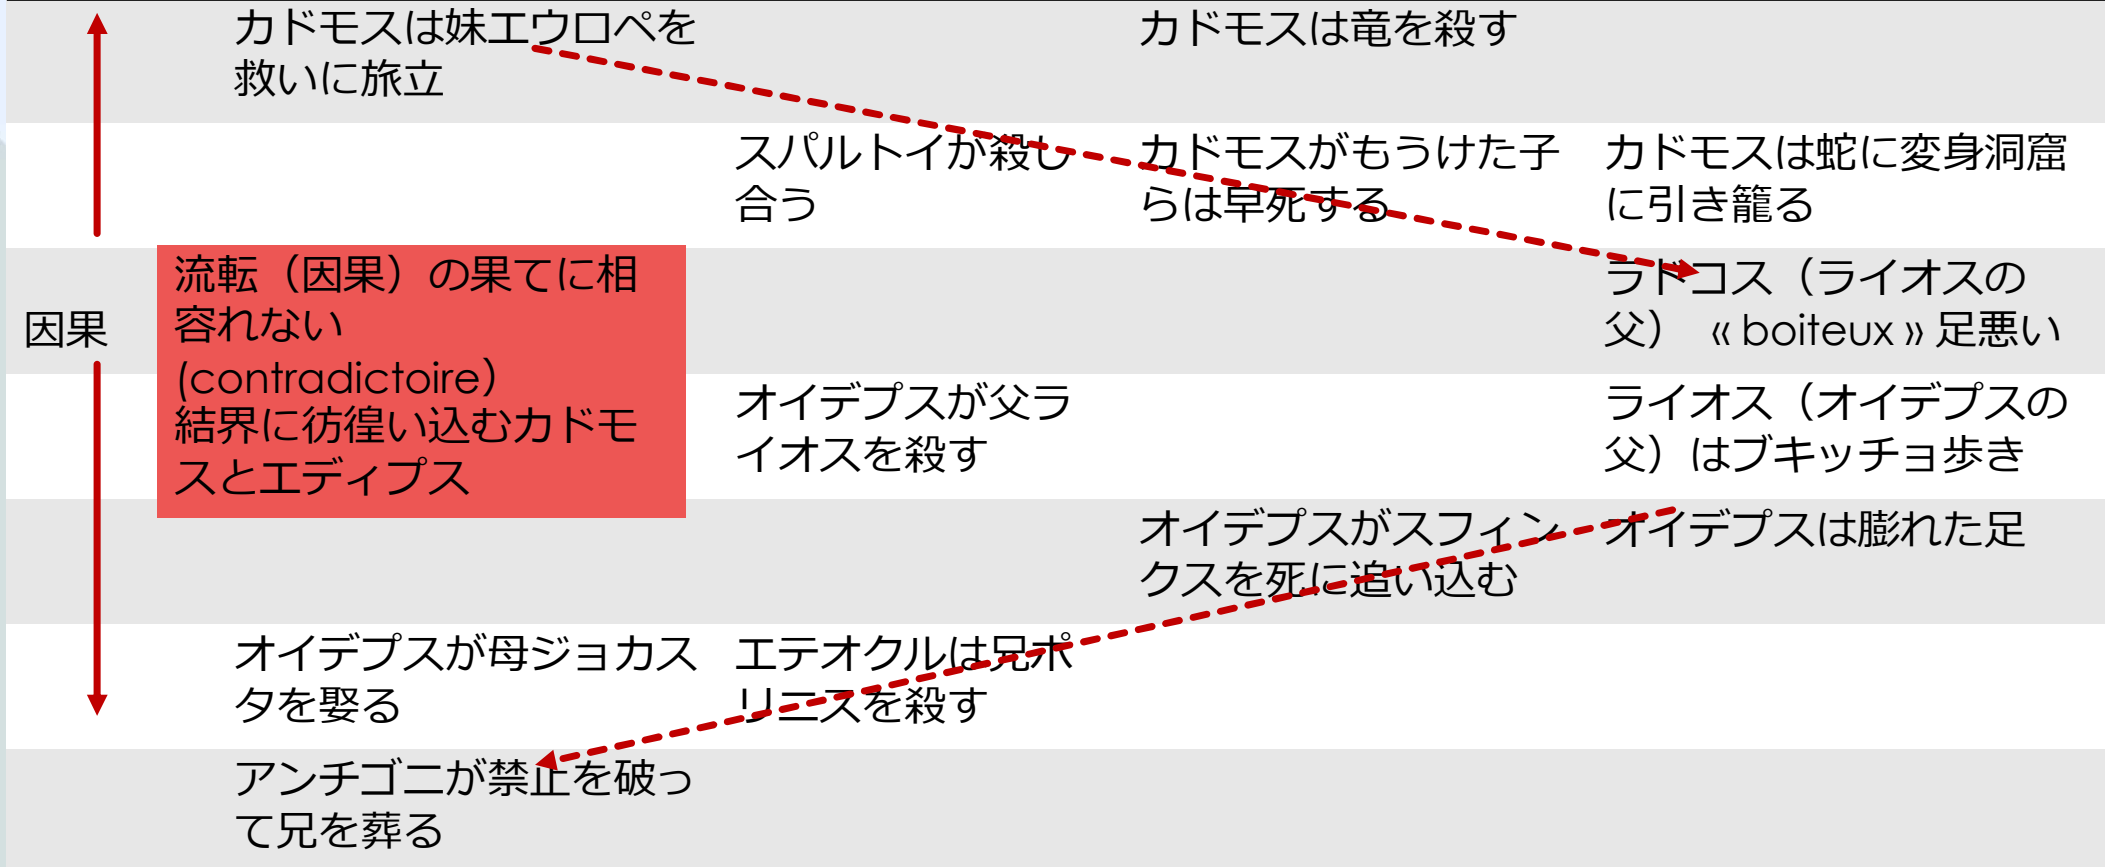 カドモスは妹エウロペを
救いに旅立
カドモスは竜を殺す
スパルトイが殺し
合う
カドモスがもうけた子
らは早死する
カドモスは蛇に変身洞窟
に引き籠る
因果
流転（因果）の果てに相
容れない
(contradictoire）
結界に彷徨い込むカドモ
スとエディプス
ラドコス（ライオスの
父） « boiteux » 足悪い
オイデプスが父ラ
イオスを殺す
ライオス（オイデプスの
父）はブキッチョ歩き
オイデプスがスフィン
クスを死に追い込む
オイデプスは膨れた足
オイデプスが母ジョカス
タを娶る
エテオクルは兄ポ
リニスを殺す
アンチゴニが禁止を破っ
て兄を葬る